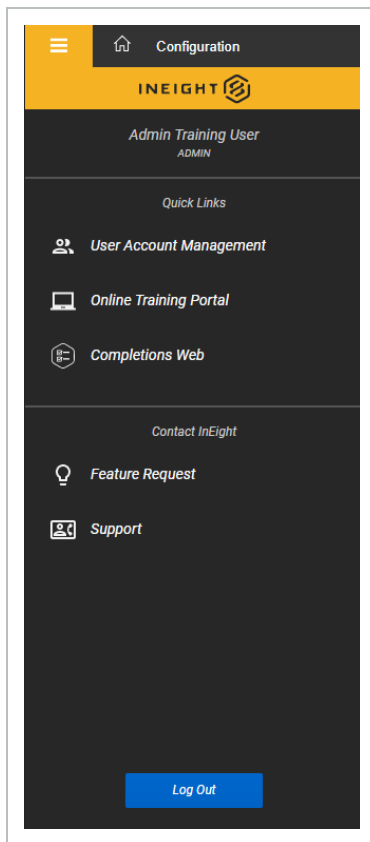 Configuration
INEIGHT
Admin Training User
ADMIN
Quick Links
User Account Management
Online Training Portal
Completions Web
Contact InEight
Feature Request
Support
Log Out